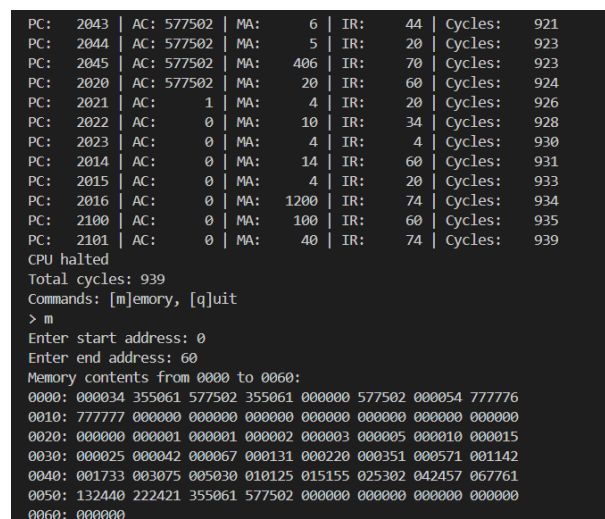 PC:   2043 | AC: 577502 | MA:      6 | IR:     44 | Cycles:    921
PC:   2044 | AC: 577502 | MA:      5 | IR:     20 | Cycles:    923
PC:   2045 | AC: 577502 | MA:    406 | IR:     70 | Cycles:    923
PC:   2020 | AC: 577502 | MA:     20 | IR:     60 | Cycles:    924
PC:   2021 | AC:      1 | MA:      4 | IR:     20 | Cycles:    926
PC:   2022 | AC:      0 | MA:     10 | IR:     34 | Cycles:    928
PC:   2023 | AC:      0 | MA:      4 | IR:      4 | Cycles:    930
PC:   2014 | AC:      0 | MA:     14 | IR:     60 | Cycles:    931
PC:   2015 | AC:      0 | MA:      4 | IR:     20 | Cycles:    933
PC:   2016 | AC:      0 | MA:   1200 | IR:     74 | Cycles:    934
PC:   2100 | AC:      0 | MA:    100 | IR:     60 | Cycles:    935
PC:   2101 | AC:      0 | MA:     40 | IR:     74 | Cycles:    939
CPU halted
Total cycles: 939
Commands: [m]emory, [q]uit
> m
Enter start address: 0
Enter end address: 60
Memory contents from 0000 to 0060:
0000: 000034 355061 577502 355061 000000 577502 000054 777776
0010: 777777 000000 000000 000000 000000 000000 000000 000000
0020: 000000 000001 000001 000002 000003 000005 000010 000015
0030: 000025 000042 000067 000131 000220 000351 000571 001142
0040: 001733 003075 005030 010125 015155 025302 042457 067761
0050: 132440 222421 355061 577502 000000 000000 000000 000000
0060: 000000